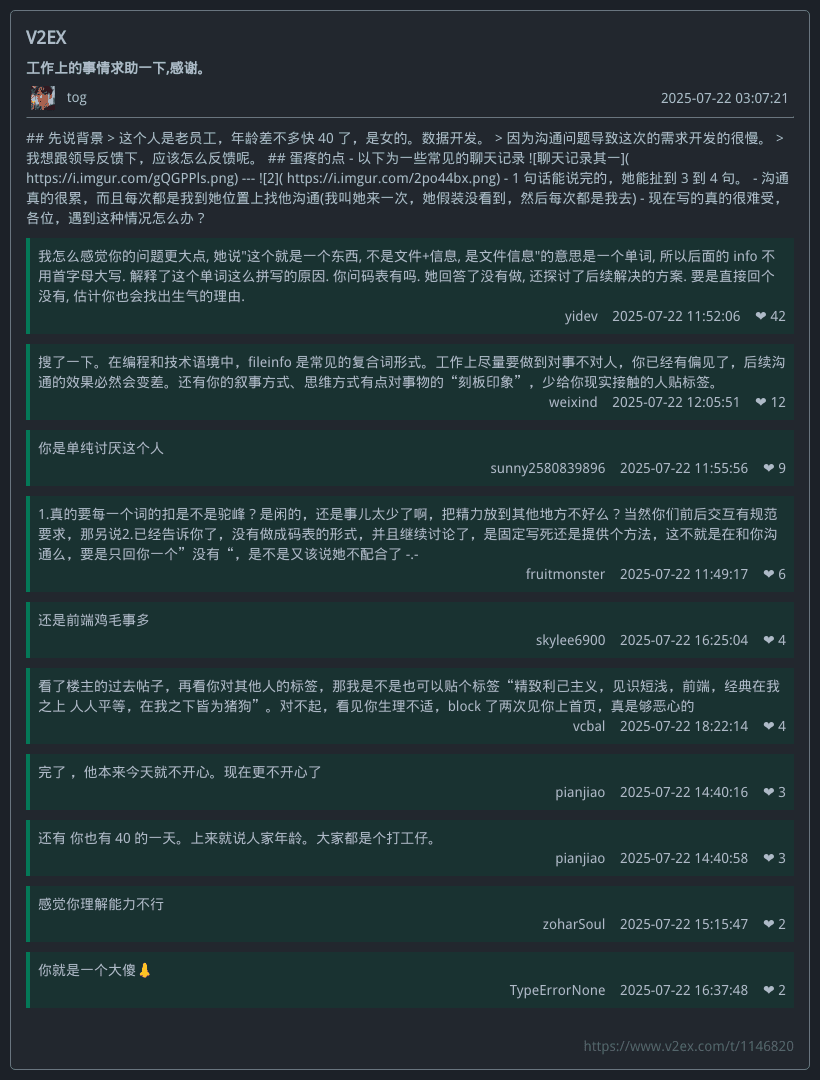 V2EX
工作上的事情求助一下,感谢。
tog
2025-07-22 03:07:21
## 先说背景 > 这个人是老员工，年龄差不多快 40 了，是女的。数据开发。 > 因为沟通问题导致这次的需求开发的很慢。 >
我想跟领导反馈下，应该怎么反馈呢。 ## 蛋疼的点 - 以下为一些常见的聊天记录 ![聊天记录其一](
https://i.imgur.com/gQGPPIs.png) --- ![2]( https://i.imgur.com/2po44bx.png) - 1 句话能说完的，她能扯到 3 到 4 句。 - 沟通
真的很累，而且每次都是我到她位置上找他沟通(我叫她来一次，她假装没看到，然后每次都是我去) - 现在写的真的很难受，
各位，遇到这种情况怎么办？
我怎么感觉你的问题更大点, 她说"这个就是一个东西, 不是文件+信息, 是文件信息"的意思是一个单词, 所以后面的 info 不
用首字母大写. 解释了这个单词这么拼写的原因. 你问码表有吗. 她回答了没有做, 还探讨了后续解决的方案. 要是直接回个
没有, 估计你也会找出生气的理由.
yidev 2025-07-22 11:52:06 ❤ 42
搜了一下。在编程和技术语境中，fileinfo 是常见的复合词形式。工作上尽量要做到对事不对人，你已经有偏见了，后续沟
通的效果必然会变差。还有你的叙事方式、思维方式有点对事物的“刻板印象”，少给你现实接触的人贴标签。
weixind 2025-07-22 12:05:51 ❤ 12
你是单纯讨厌这个人
sunny2580839896 2025-07-22 11:55:56 ❤ 9
1.真的要每一个词的扣是不是驼峰？是闲的，还是事儿太少了啊，把精力放到其他地方不好么？当然你们前后交互有规范
要求，那另说2.已经告诉你了，没有做成码表的形式，并且继续讨论了，是固定写死还是提供个方法，这不就是在和你沟
通么，要是只回你一个”没有“，是不是又该说她不配合了 -.-
fruitmonster 2025-07-22 11:49:17 ❤ 6
还是前端鸡毛事多
skylee6900 2025-07-22 16:25:04 ❤ 4
看了楼主的过去帖子，再看你对其他人的标签，那我是不是也可以贴个标签“精致利己主义，见识短浅，前端，经典在我
之上 人人平等，在我之下皆为猪狗”。对不起，看见你生理不适，block 了两次见你上首页，真是够恶心的
vcbal 2025-07-22 18:22:14 ❤ 4
完了 ，他本来今天就不开心。现在更不开心了
pianjiao 2025-07-22 14:40:16 ❤ 3
还有 你也有 40 的一天。上来就说人家年龄。大家都是个打工仔。
pianjiao 2025-07-22 14:40:58 ❤ 3
感觉你理解能力不行
zoharSoul 2025-07-22 15:15:47 ❤ 2
你就是一个大傻👃
TypeErrorNone 2025-07-22 16:37:48 ❤ 2
https://www.v2ex.com/t/1146820